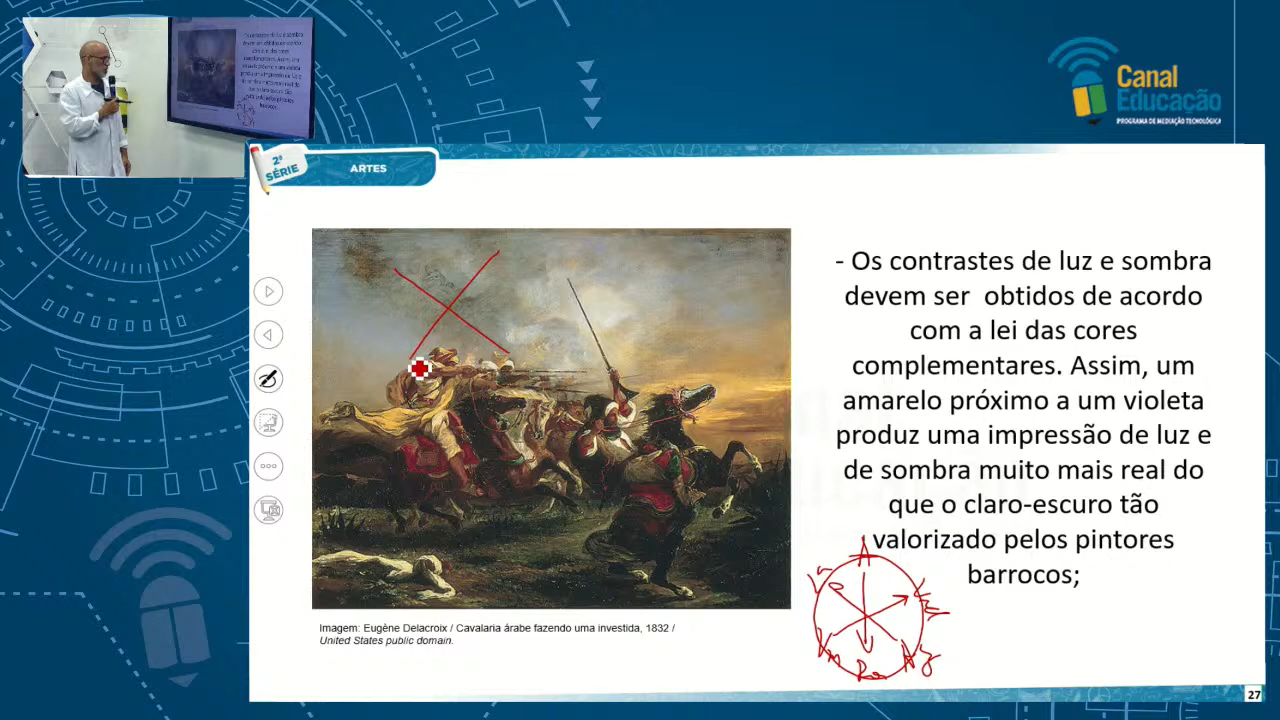 Canal
Educação
PROGRAMA DE MEDIAÇÃO TECNOLÓGICA
2ª
SÉRIE
ARTES
- Os contrastes de luz e sombra
devem ser obtidos de acordo
com a lei das cores
complementares. Assim, um
amarelo próximo a um violeta
produz uma impressão de luz e
de sombra muito mais real do
que o claro-escuro tão
valorizado pelos pintores
barrocos;
A
Az
Imagem: Eugène Delacroix / Cavalaria árabe fazendo uma investida, 1832 /
United States public domain.
27